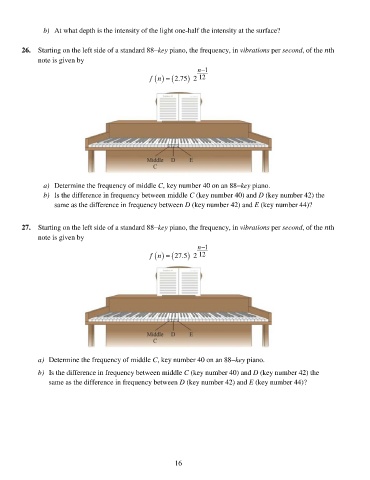 b) At what depth is the intensity of the light one-half the intensity at the surface?
26. Starting on the left side of a standard 88–key piano, the frequency, in vibrations per second, of the nth
note is given by
f(n) = (2.75) 2^{\frac{n-1}{12}}
Middle D E
C
a) Determine the frequency of middle C, key number 40 on an 88–key piano.
b) Is the difference in frequency between middle C (key number 40) and D (key number 42) the
same as the difference in frequency between D (key number 42) and E (key number 44)?
27. Starting on the left side of a standard 88–key piano, the frequency, in vibrations per second, of the nth
note is given by
f(n) = (27.5) 2^{\frac{n-1}{12}}
Middle D E
C
a) Determine the frequency of middle C, key number 40 on an 88–key piano.
b) Is the difference in frequency between middle C (key number 40) and D (key number 42) the
same as the difference in frequency between D (key number 42) and E (key number 44)?
16